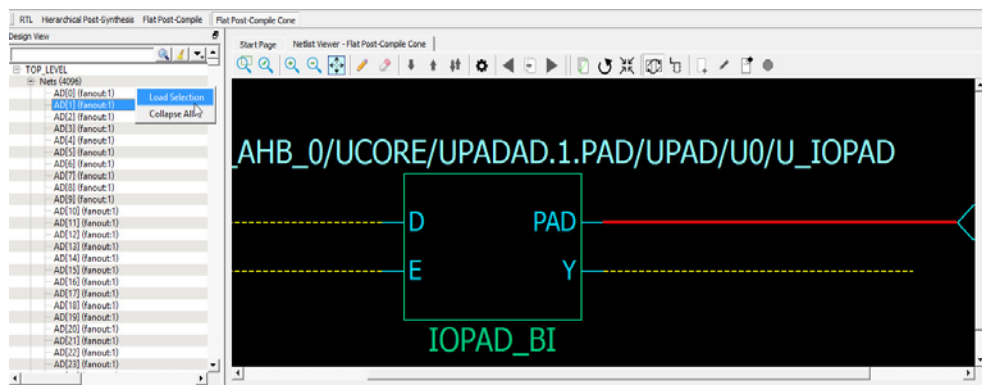 RTL Hierarchical Post-Synthesis Flat Post-Compile Flat Post-Compile Cone
Design View
Start Page Netlist Viewer - Flat Post-Compile Cone
TOP_LEVEL
Nets (4096)
AD[0] (fanout:1)
AD[1] (fanout:1)
AD[2] (fanout:1)
AD[3] (fanout:1)
AD[4] (fanout:1)
AD[5] (fanout:1)
AD[6] (fanout:1)
AD[7] (fanout:1)
AD[8] (fanout:1)
AD[9] (fanout:1)
AD[10] (fanout:1)
AD[11] (fanout:1)
AD[12] (fanout:1)
AD[13] (fanout:1)
AD[14] (fanout:1)
AD[15] (fanout:1)
AD[16] (fanout:1)
AD[17] (fanout:1)
AD[18] (fanout:1)
AD[19] (fanout:1)
AD[20] (fanout:1)
AD[21] (fanout:1)
AD[22] (fanout:1)
AD[23] (fanout:1)
Load Selection
Collapse All
_AHB_0/UCORE/UPADAD.1.PAD/UPAD/U0/U_IOPAD
D PAD
E Y
IOPAD_BI